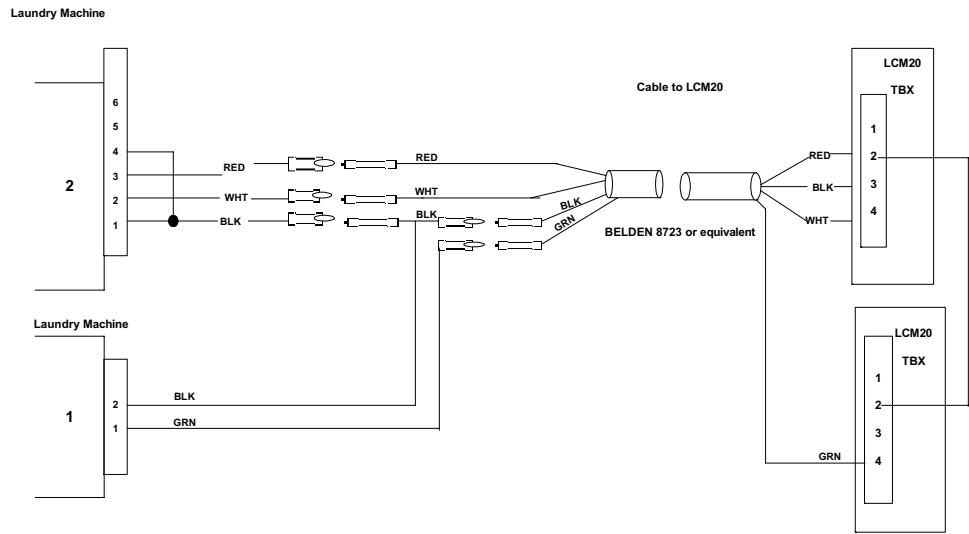 Laundry Machine
2
6
5
4
3
2
1
RED
WHT
BLK
RED
WHT
BLK
BLK
GRN
Cable to LCM20
BELDEN 8723 or equivalent
RED
BLK
WHT
LCM20
TBX
1
2
3
4
Laundry Machine
1
2
1
BLK
GRN
GRN
LCM20
TBX
1
2
3
4